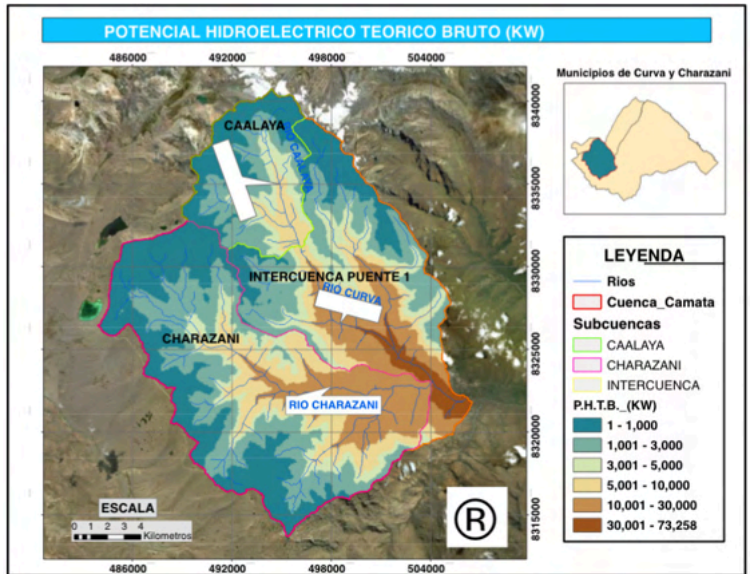 POTENCIAL HIDROELECTRICO TEORICO BRUTO (KW)
486000 492000 498000 504000
Municipios de Curva y Charazani
8340000
8335000
8330000
8325000
8320000
8315000
CAALAYA
RIO CAALAYA
INTERCUENCA PUENTE 1
RIO CURVA
CHARAZANI
RIO CHARAZANI
ESCALA
0 1 2 3 4
Kilometros
®
486000 492000 498000 504000
LEYENDA
Rios
Cuenca_Camata
Subcuencas
CAALAYA
CHARAZANI
INTERCUENCA
P.H.T.B._(KW)
1 - 1,000
1,001 - 3,000
3,001 - 5,000
5,001 - 10,000
10,001 - 30,000
30,001 - 73,258